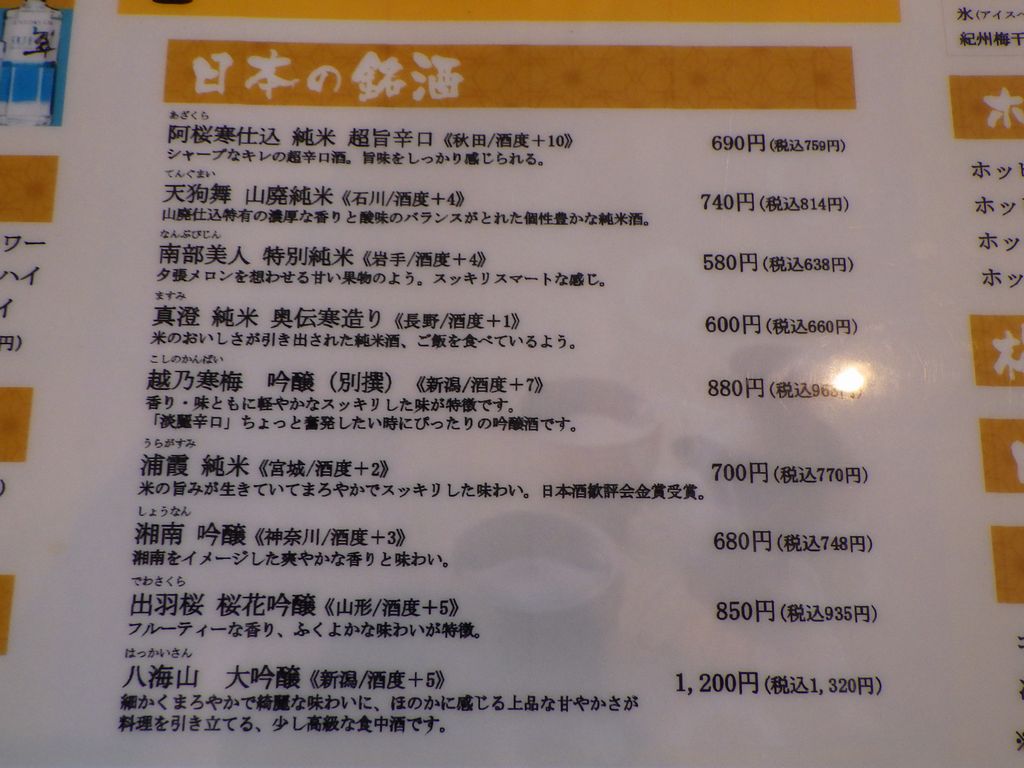 日本の銘酒
あざくら
阿桜寒仕込 純米 超旨辛口《秋田/酒度+10》 690円(税込759円)
シャープなキレの超辛口酒。旨味をしっかり感じられる。
てんぐまい
天狗舞 山廃純米《石川/酒度+4》 740円(税込814円)
山廃仕込特有の濃厚な香りと酸味のバランスがとれた個性豊かな純米酒。
なんぶびじん
南部美人 特別純米《岩手/酒度+4》 580円(税込638円)
夕張メロンを想わせる甘い果物のよう。スッキリスマートな感じ。
ますみ
真澄 純米 奥伝寒造り《長野/酒度+1》 600円(税込660円)
米のおいしさが引き出された純米酒、ご飯を食べているよう。
こしのかんばい
越乃寒梅 吟醸(別撰)《新潟/酒度+7》 880円(税込968円)
香り・味ともに軽やかなスッキリした味が特徴です。
「淡麗辛口」ちょっと奮発したい時にぴったりの吟醸酒です。
うらがすみ
浦霞 純米《宮城/酒度+2》 700円(税込770円)
米の旨みが生きていてまろやかでスッキリした味わい。日本酒歓評会金賞受賞。
しょうなん
湘南 吟醸《神奈川/酒度+3》 680円(税込748円)
湘南をイメージした爽やかな香りと味わい。
でわさくら
出羽桜 桜花吟醸《山形/酒度+5》 850円(税込935円)
フルーティーな香り、ふくよかな味わいが特徴。
はっかいさん
八海山 大吟醸《新潟/酒度+5》 1,200円(税込1,320円)
細かくまろやかで綺麗な味わいに、ほのかに感じる上品な甘やかさが
料理を引き立てる、少し高級な食中酒です。
ワー
ハイ
イ
円)
氷(アイスペ
紀州梅干
ホ
ホッピ
ホッ
ホッ
ホッ